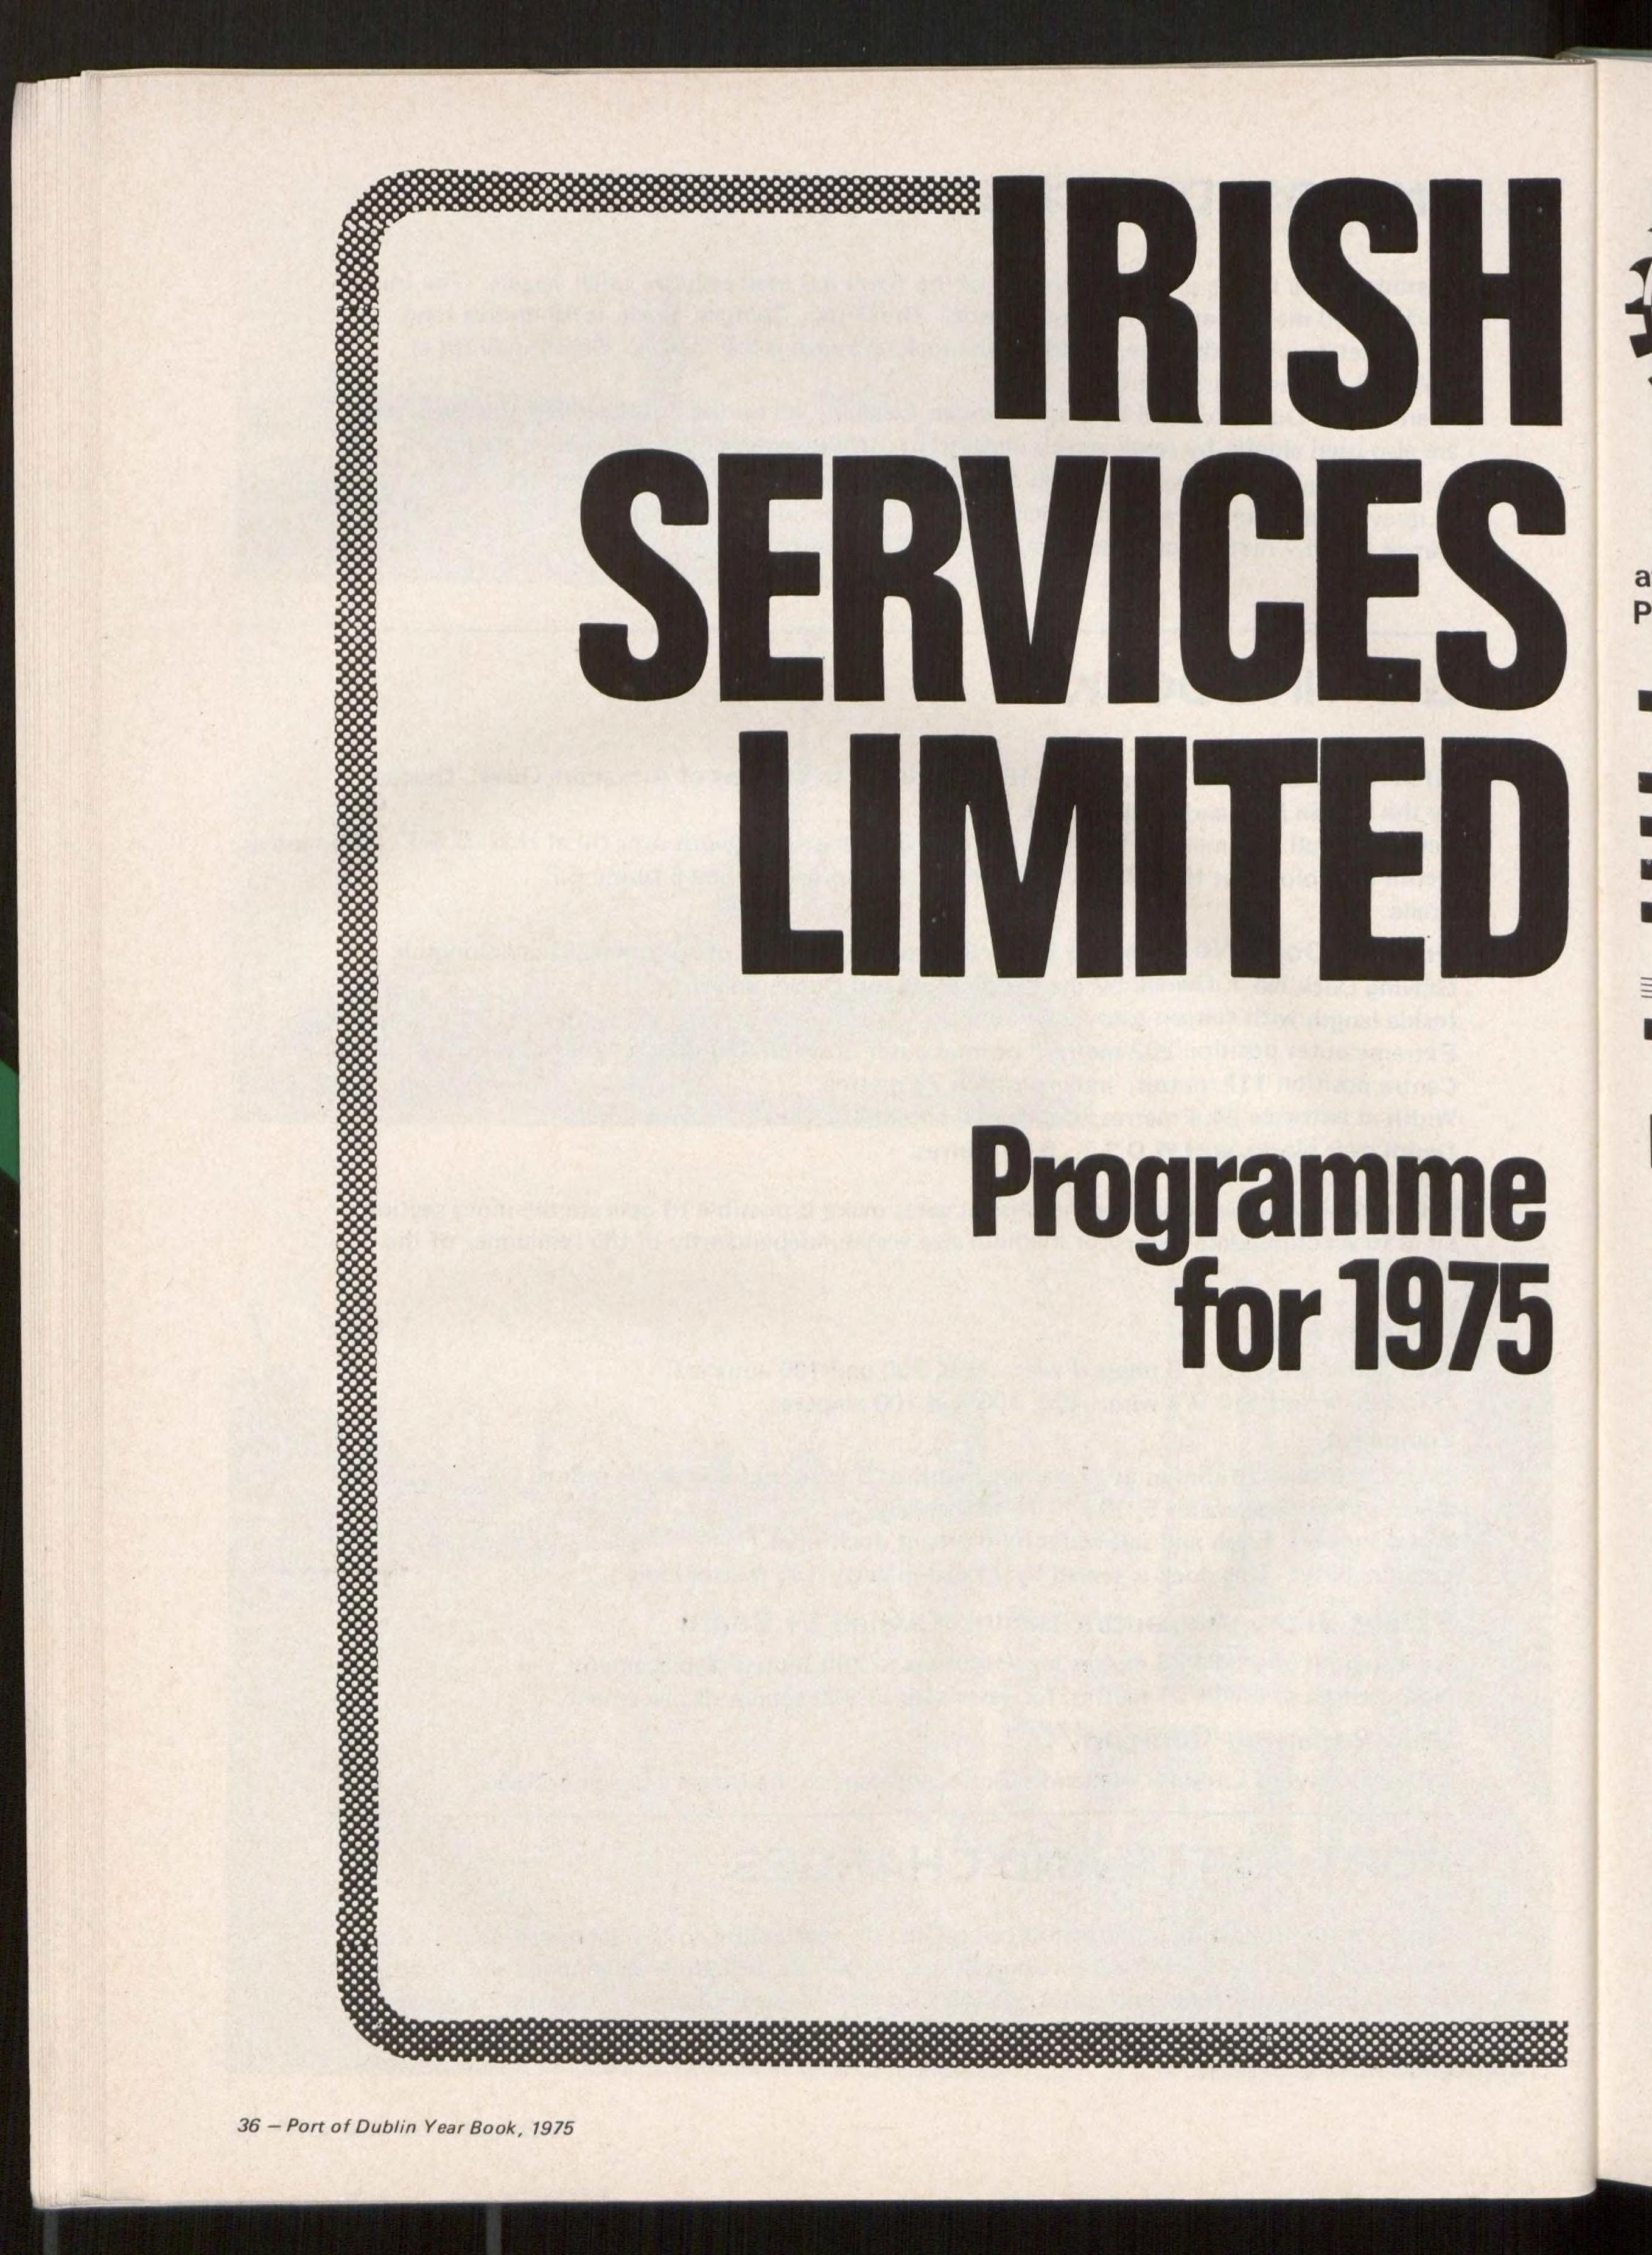 IRISH
SERVICES
LIMITED
Programme
for 1975
36 — Port of Dublin Year Book, 1975